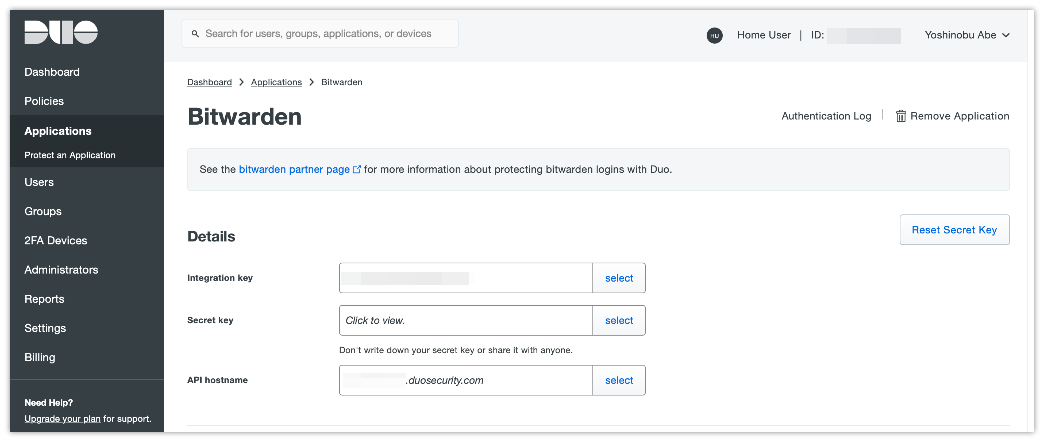 DUO
Search for users, groups, applications, or devices
HU Home User | ID:
Yoshinobu Abe
Dashboard
Policies
Applications
Protect an Application
Users
Groups
2FA Devices
Administrators
Reports
Settings
Billing
Need Help?
Upgrade your plan for support.
Dashboard > Applications > Bitwarden
Bitwarden
Authentication Log | Remove Application
See the bitwarden partner page for more information about protecting bitwarden logins with Duo.
Details
Reset Secret Key
Integration key
select
Secret key
Click to view.
select
Don't write down your secret key or share it with anyone.
API hostname
.duosecurity.com
select